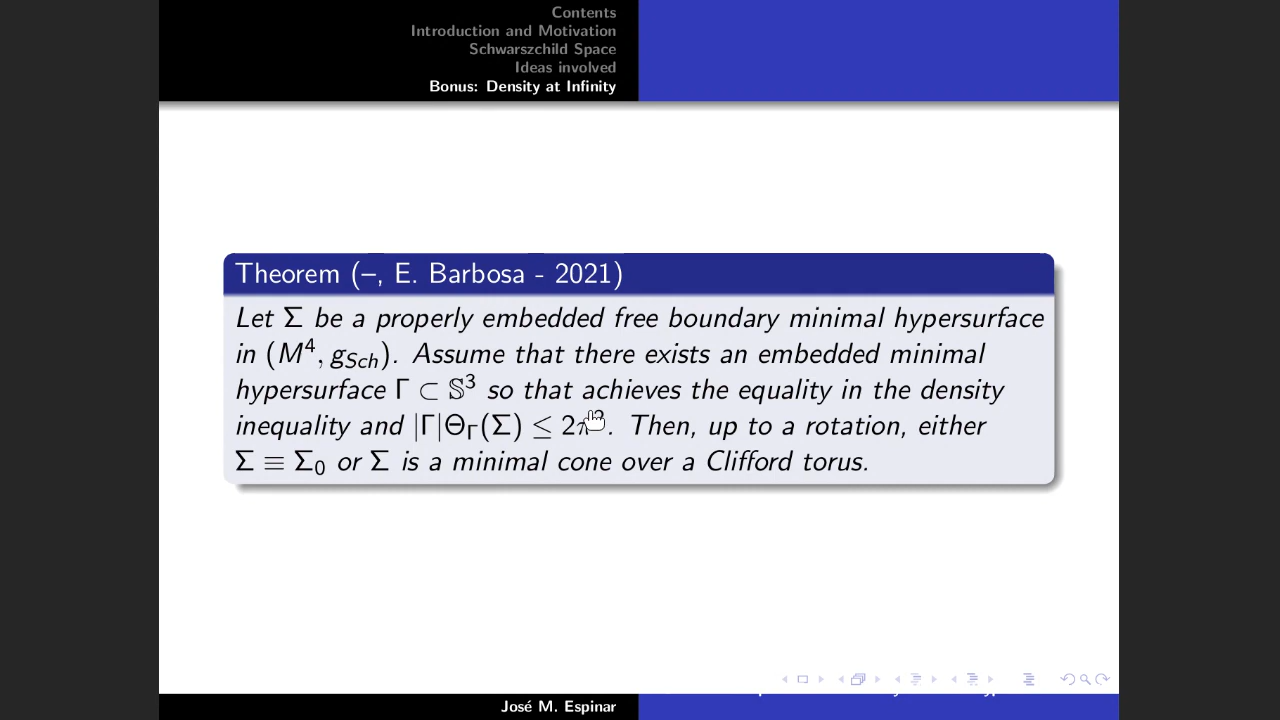 Contents
Introduction and Motivation
Schwarszchild Space
Ideas involved
Bonus: Density at Infinity
Theorem (–, E. Barbosa - 2021)
Let Σ be a properly embedded free boundary minimal hypersurface
in (M⁴, g_Sch). Assume that there exists an embedded minimal
hypersurface Γ ⊂ 𝕊³ so that achieves the equality in the density
inequality and |Γ|Θ_Γ(Σ) ≤ 2π². Then, up to a rotation, either
Σ ≡ Σ₀ or Σ is a minimal cone over a Clifford torus.
José M. Espinar